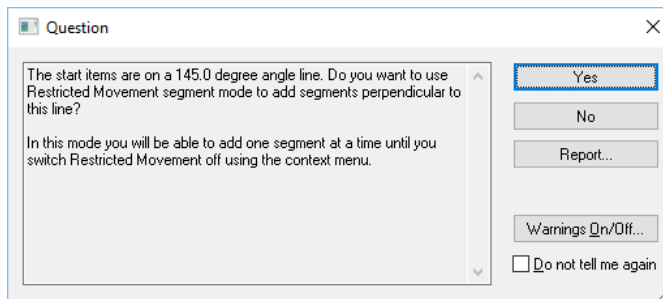 Question
The start items are on a 145.0 degree angle line. Do you want to use
Restricted Movement segment mode to add segments perpendicular to
this line?
In this mode you will be able to add one segment at a time until you
switch Restricted Movement off using the context menu.
Yes
No
Report...
Warnings On/Off...
Do not tell me again